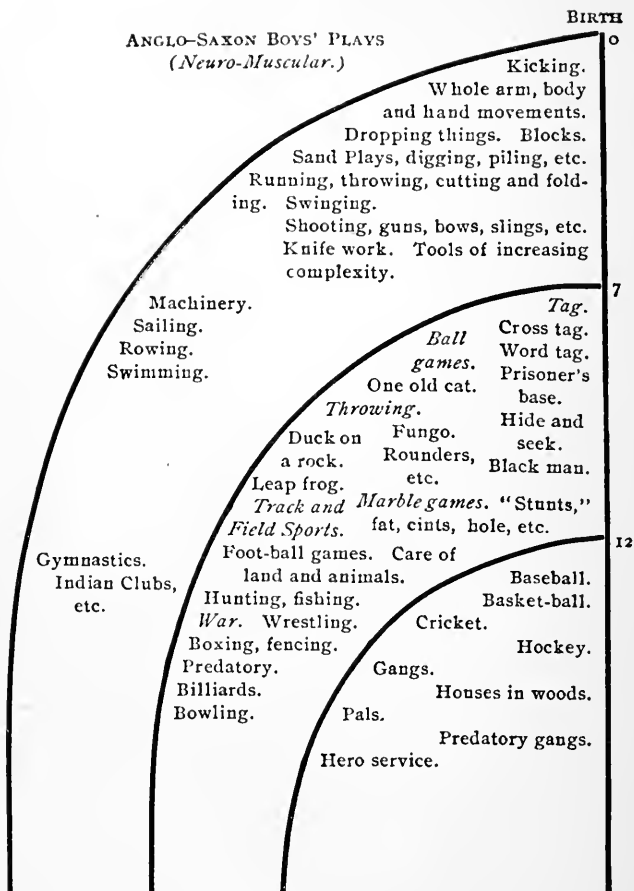 BIRTH
ANGLO-SAXON BOYS' PLAYS
(Neuro-Muscular.)
0
Kicking.
Whole arm, body
and hand movements.
Dropping things. Blocks.
Sand Plays, digging, piling, etc.
Running, throwing, cutting and fold-
ing. Swinging.
Shooting, guns, bows, slings, etc.
Knife work. Tools of increasing
complexity.
Machinery.
Sailing.
Rowing.
Swimming.
Gymnastics.
Indian Clubs,
etc.
7
Tag.
Cross tag.
Word tag.
Prisoner's
base.
Hide and
seek.
Black man.
Ball
games.
One old cat.
Throwing.
Fungo.
Rounders,
etc.
Duck on
a rock.
Leap frog.
Track and
Field Sports.
Marble games. "Stunts,"
fat, cints, hole, etc.
Foot-ball games. Care of
land and animals.
Hunting, fishing.
War. Wrestling.
Boxing, fencing.
Predatory.
Billiards.
Bowling.
12
Baseball.
Basket-ball.
Cricket.
Hockey.
Gangs.
Houses in woods.
Pals.
Predatory gangs.
Hero service.